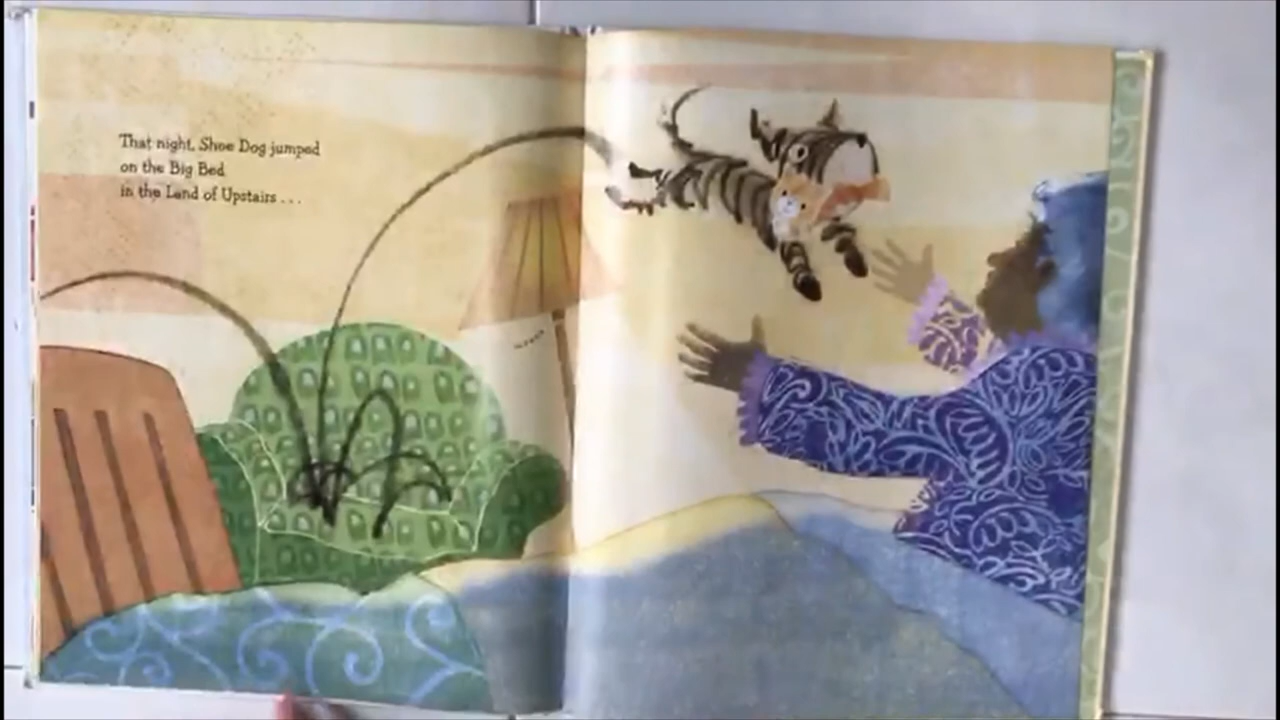 That night, Shoe Dog jumped
on the Big Bed
in the Land of Upstairs . . .